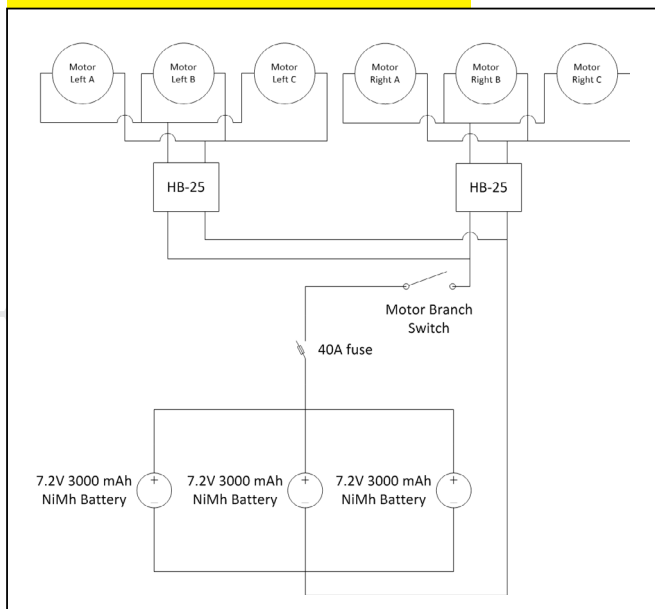 Motor
Left A
Motor
Left B
Motor
Left C
Motor
Right A
Motor
Right B
Motor
Right C
HB-25
HB-25
Motor Branch
Switch
40A fuse
7.2V 3000 mAh
NiMh Battery
7.2V 3000 mAh
NiMh Battery
7.2V 3000 mAh
NiMh Battery